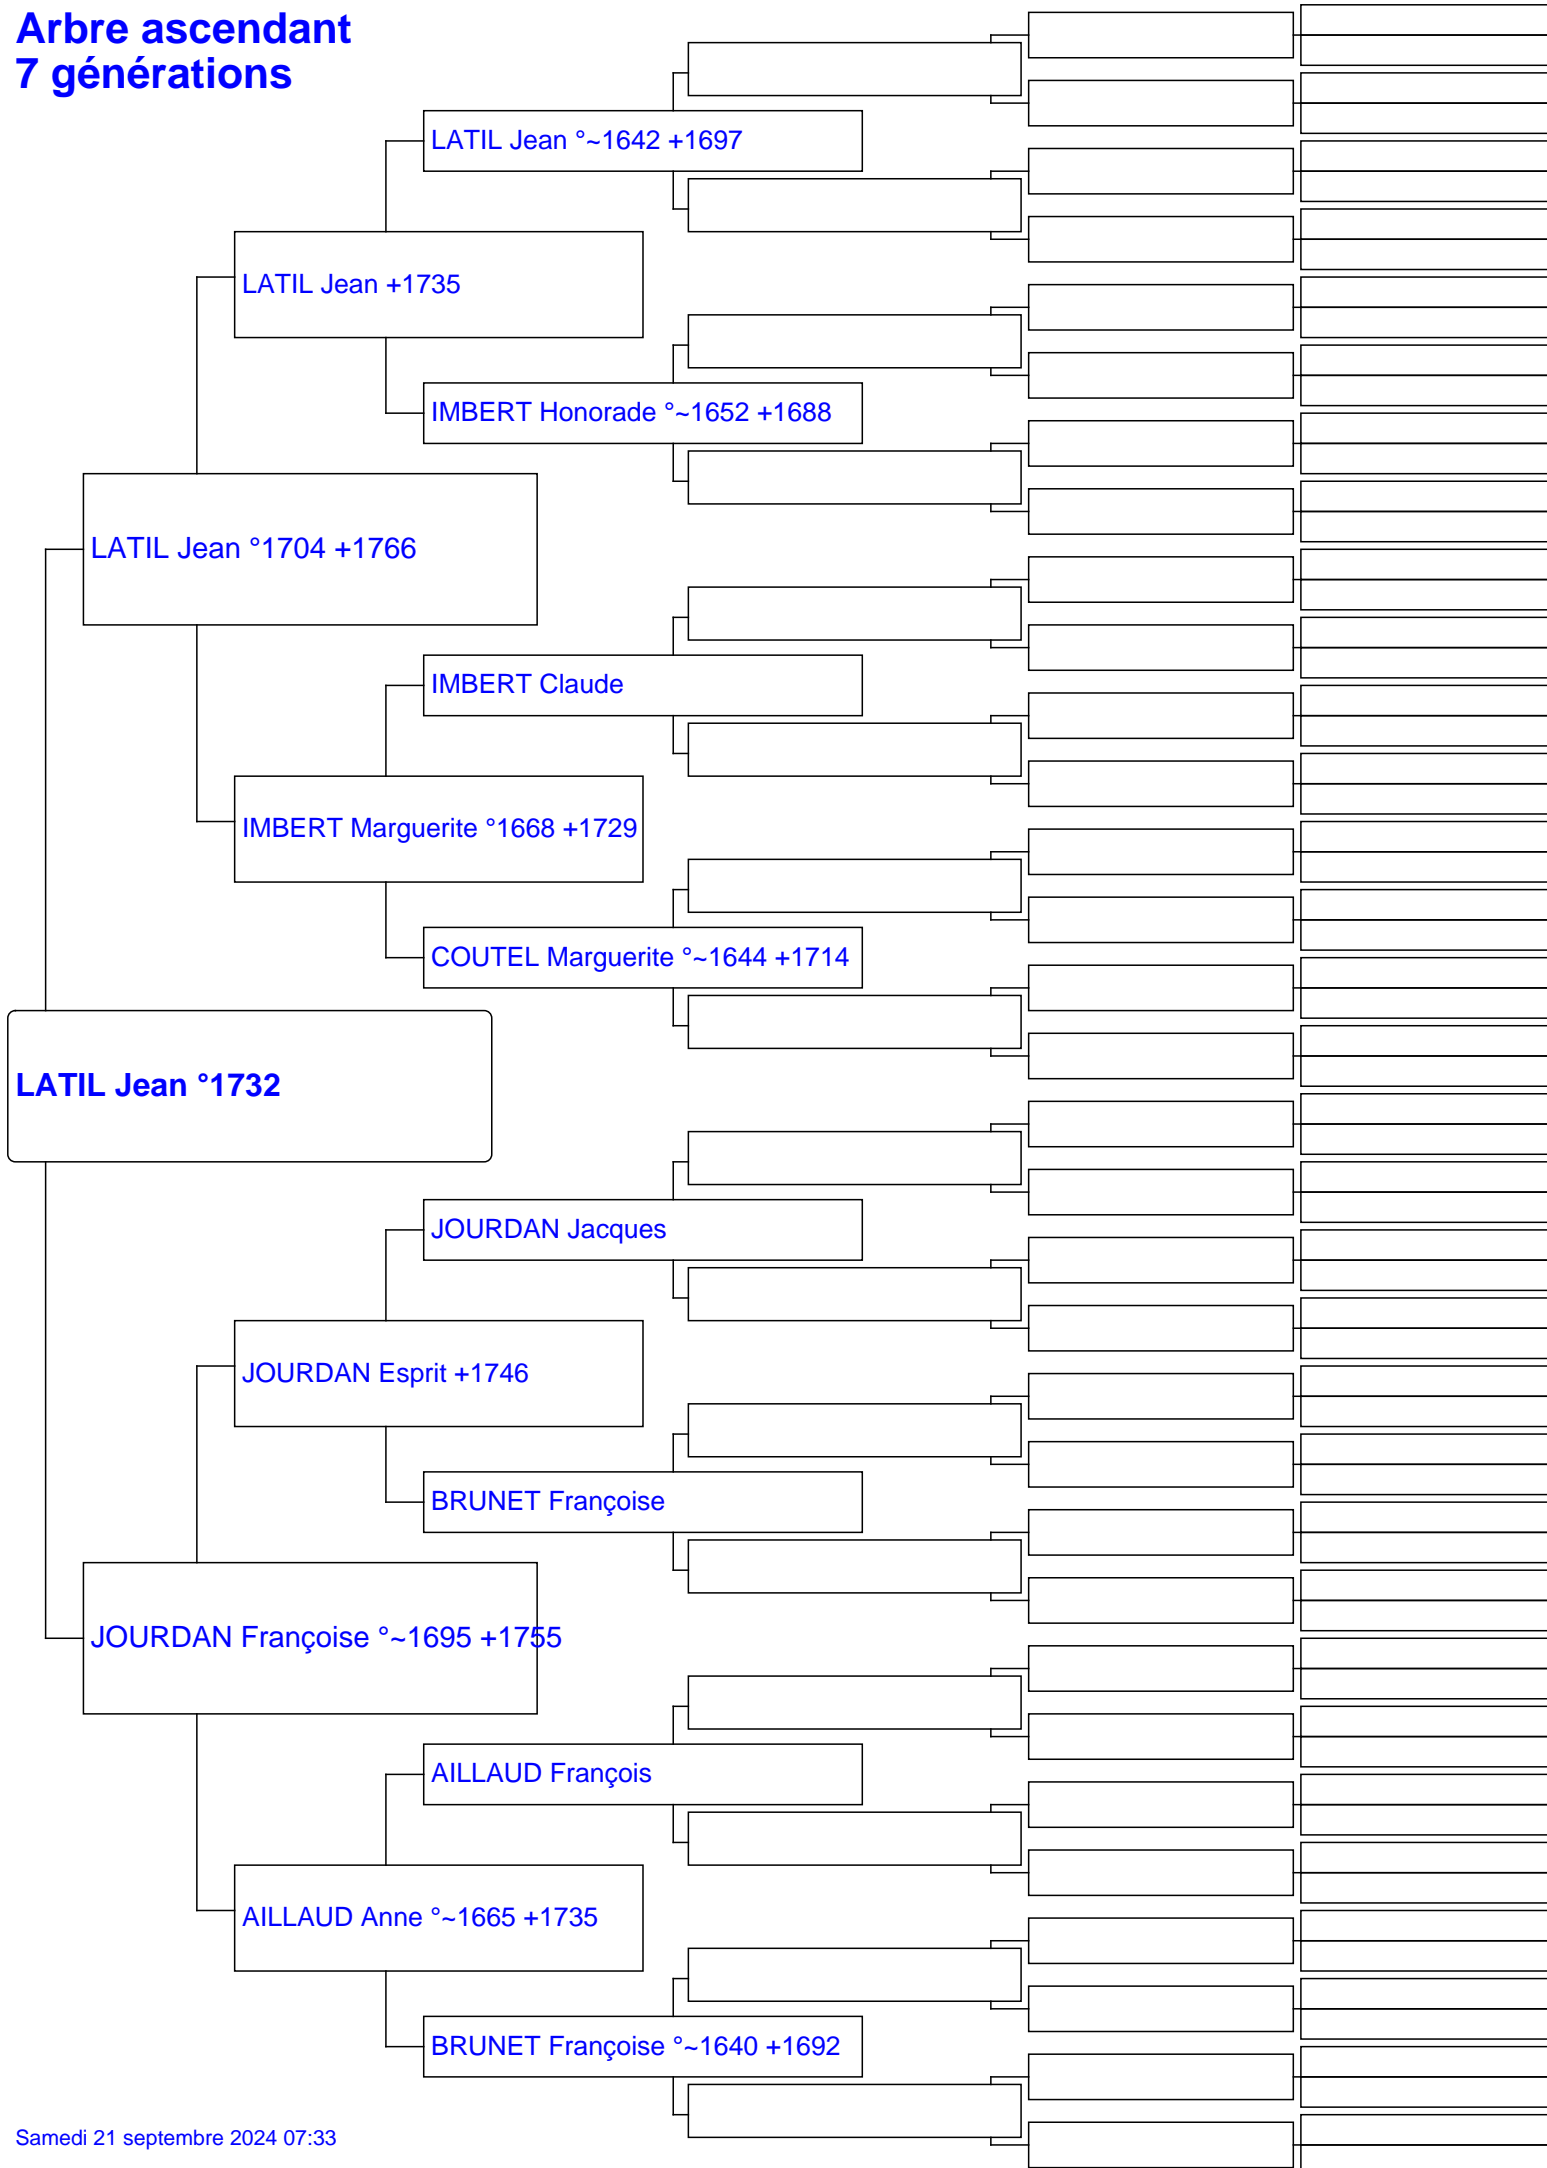 Arbre ascendant
7 générations
LATIL Jean °~1642 +1697
LATIL Jean +1735
IMBERT Honorade °~1652 +1688
LATIL Jean °1704 +1766
IMBERT Claude
IMBERT Marguerite °1668 +1729
COUTEL Marguerite °~1644 +1714
LATIL Jean °1732
JOURDAN Jacques
JOURDAN Esprit +1746
BRUNET Françoise
JOURDAN Françoise °~1695 +1755
AILLAUD François
AILLAUD Anne °~1665 +1735
BRUNET Françoise °~1640 +1692
Samedi 21 septembre 2024 07:33